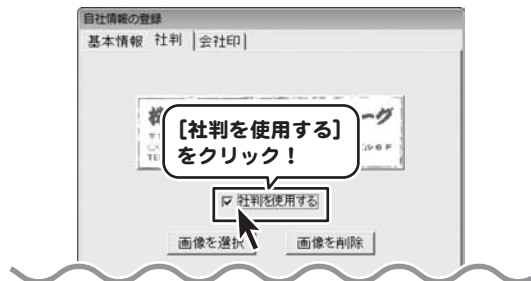 自社情報の登録
基本情報 社判 会社印
[社判を使用する]
をクリック！
社判を使用する
画像を選択 画像を削除